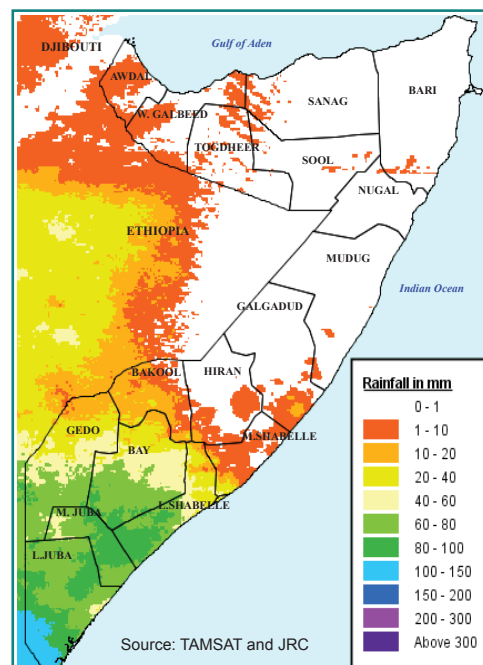 Gulf of Aden
DJIBOUTI
AWDAL
BARI
SANAG
W. GALBEED
TOGDHEER
SOOL
NUGAL
ETHIOPIA
MUDUG
Indian Ocean
GALGADUD
BAKOOL
HIRAN
GEDO
M.SHABELLE
BAY
L.SHABELLE
M. JUBA
L.JUBA
Rainfall in mm
0 - 1
1 - 10
10 - 20
20 - 40
40 - 60
60 - 80
80 - 100
100 - 150
150 - 200
200 - 300
Above 300
Source: TAMSAT and JRC